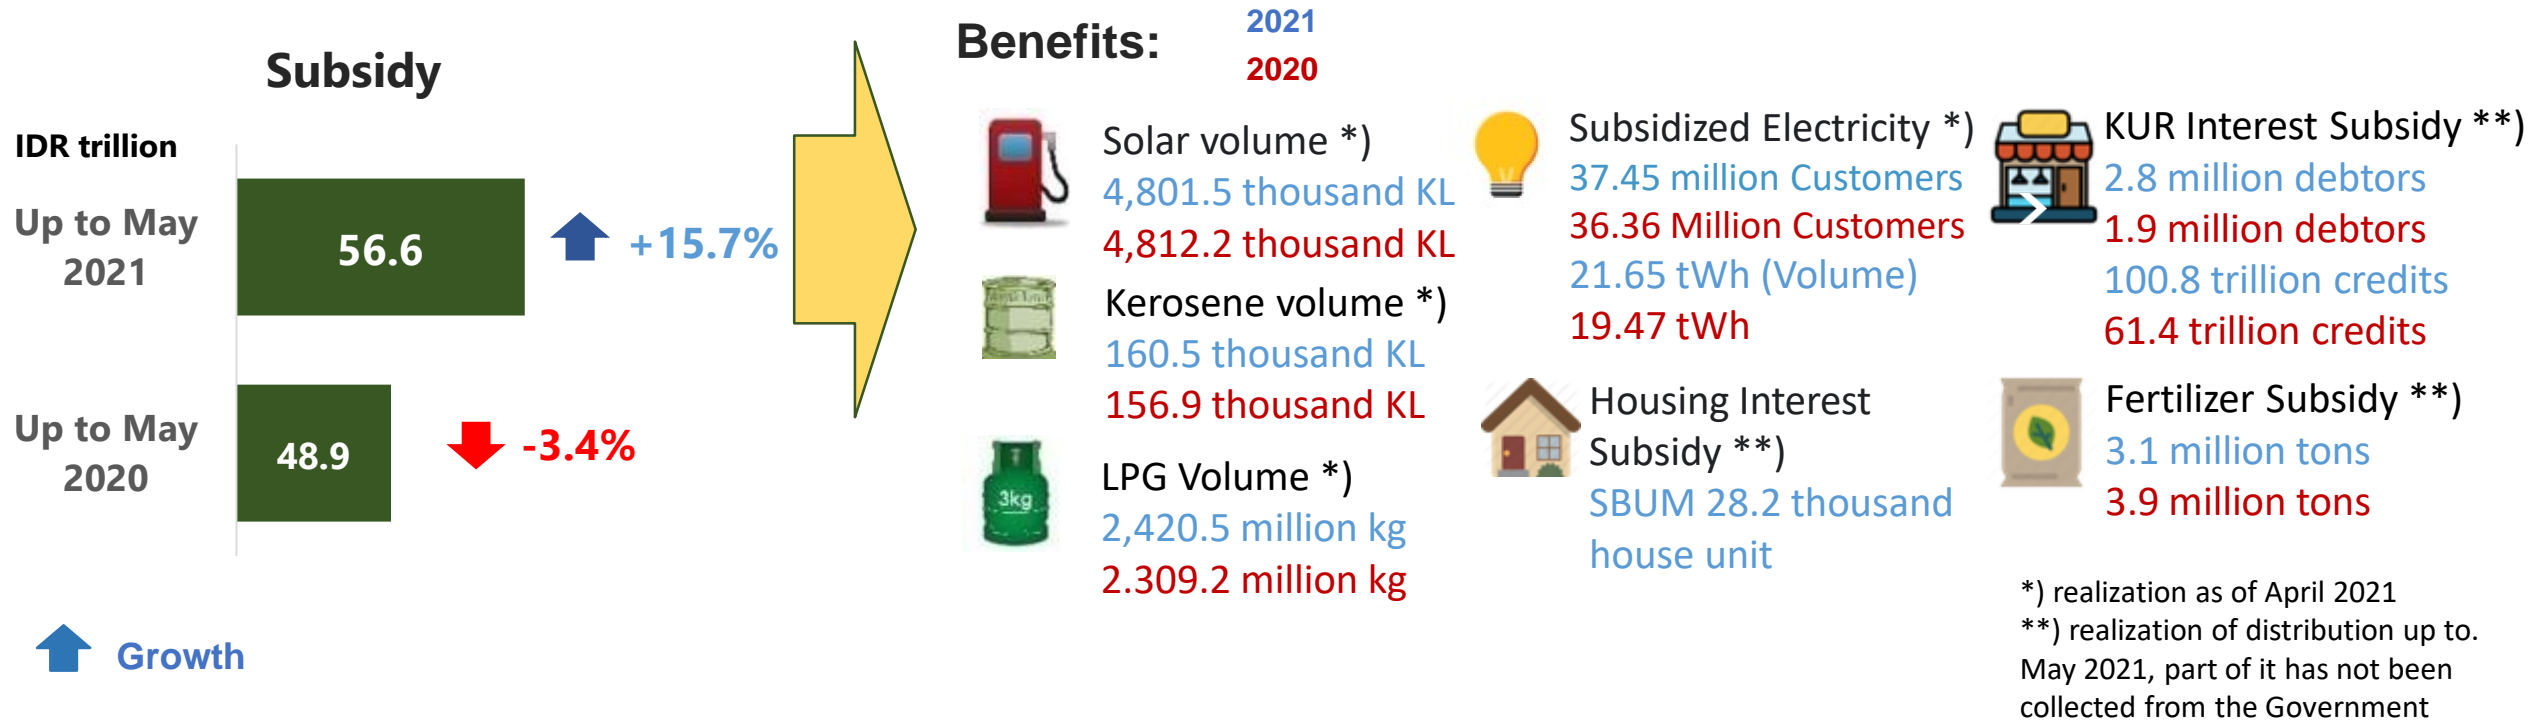 Subsidy
IDR trillion
Up to May
2021
56.6
+15.7%
Up to May
2020
48.9
-3.4%
Growth
Benefits:
2021
2020
Solar volume *)
4,801.5 thousand KL
4,812.2 thousand KL
Kerosene volume *)
160.5 thousand KL
156.9 thousand KL
3kg
LPG Volume *)
2,420.5 million kg
2.309.2 million kg
Subsidized Electricity *)
37.45 million Customers
36.36 Million Customers
21.65 tWh (Volume)
19.47 tWh
Housing Interest
Subsidy **)
SBUM 28.2 thousand
house unit
KUR Interest Subsidy **)
2.8 million debtors
1.9 million debtors
100.8 trillion credits
61.4 trillion credits
Fertilizer Subsidy **)
3.1 million tons
3.9 million tons
*) realization as of April 2021
**) realization of distribution up to.
May 2021, part of it has not been
collected from the Government